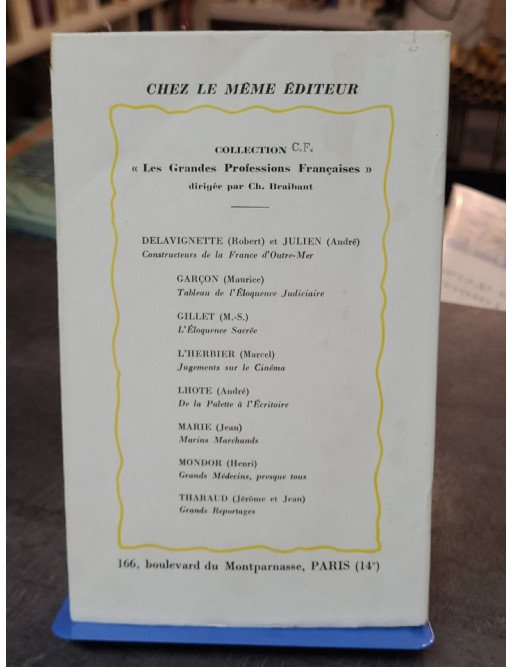 CHEZ LE MÊME ÉDITEUR
COLLECTION C.F.
« Les Grandes Professions Françaises »
dirigée par Ch. Braibant
DELAVIGNETTE (Robert) et JULIEN (André)
Constructeurs de la France d'Outre-Mer
GARÇON (Maurice)
Tableau de l'Éloquence Judiciaire
GILLET (M.-S.)
L'Éloquence Sacrée
L'HERBIER (Marcel)
Jugements sur le Cinéma
LHOTE (André)
De la Palette à l'Écritoire
MARIE (Jean)
Marins Marchands
MONDOR (Henri)
Grands Médecins, presque tous
THARAUD (Jérôme et Jean)
Grands Reportages
166, boulevard du Montparnasse, PARIS (14e)